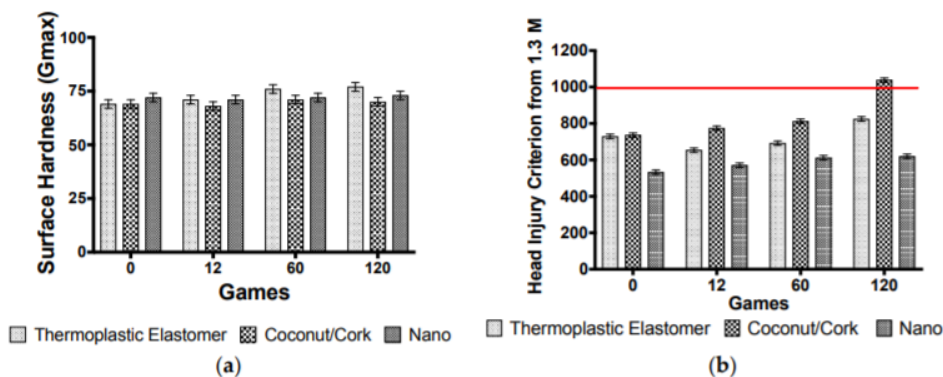 Surface Hardness (Gmax)
100
75
50
25
0
0 12 60 120
Games
Thermoplastic Elastomer Coconut/Cork Nano
(a)
Head Injury Criterion from 1.3 M
1200
1000
800
600
400
200
0
0 12 60 120
Games
Thermoplastic Elastomer Coconut/Cork Nano
(b)